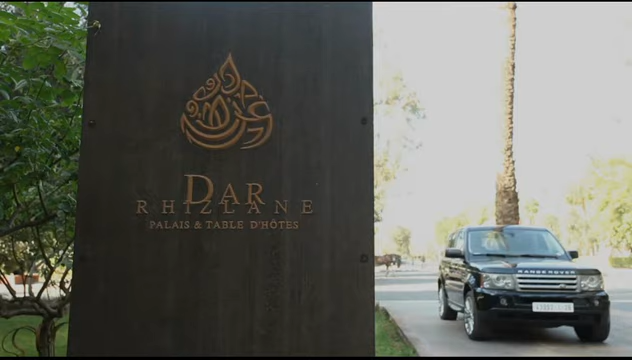 DAR
RHIZLANE
PALAIS & TABLE D'HÔTES
RANGE ROVER